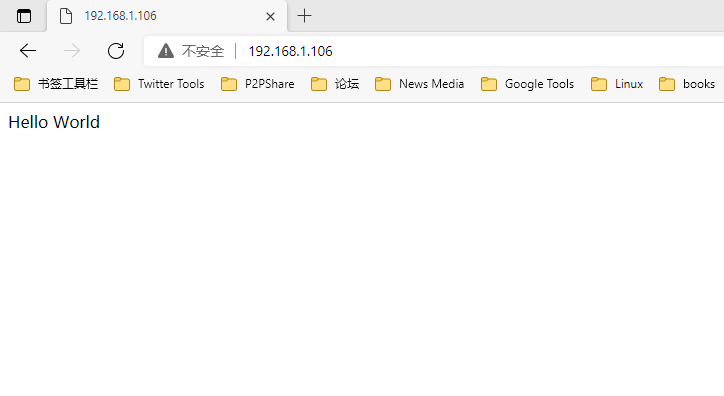 192.168.1.106
不安全 192.168.1.106
书签工具栏 Twitter Tools P2PShare 论坛 News Media Google Tools Linux books
Hello World